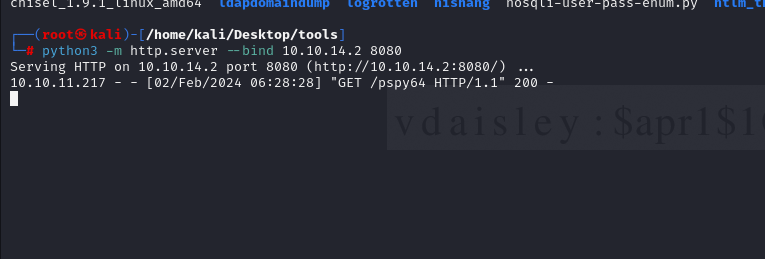 chisel_1.9.1_linux_amd64 ldapdomaindump logrotten nishang nosqli-user-pass-enum.py
┌──(root㉿kali)-[/home/kali/Desktop/tools]
└─# python3 -m http.server --bind 10.10.14.2 8080
Serving HTTP on 10.10.14.2 port 8080 (http://10.10.14.2:8080/) ...
10.10.11.217 - - [02/Feb/2024 06:28:28] "GET /pspy64 HTTP/1.1" 200 -
vdaisley:$apr1$1